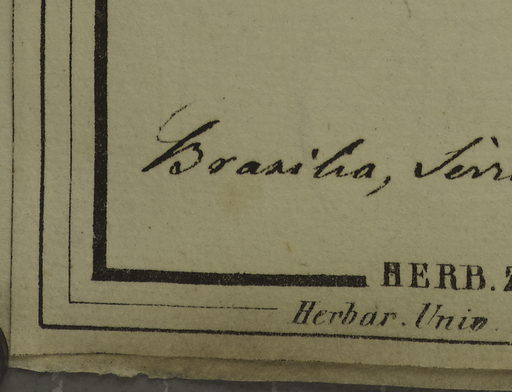 Brasilia, Serr
HERB. Z
Herbar. Univ.